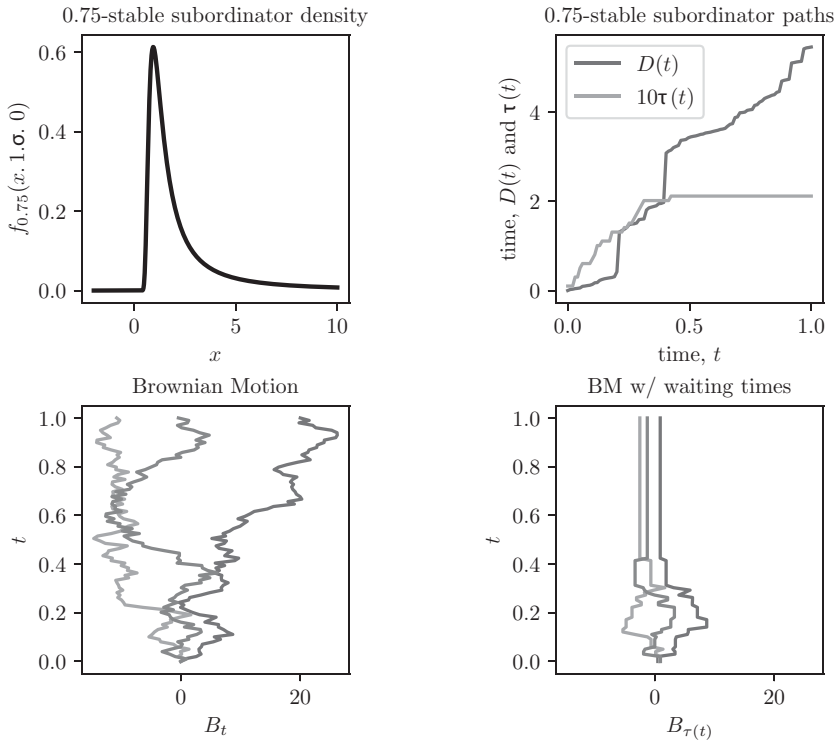 0.75-stable subordinator density
0.6
0.4
0.2
0.0
f₀.₇₅(x. 1.σ. 0)
0
5
10
x
0.75-stable subordinator paths
D(t)
10τ(t)
4
2
0
time, D(t) and τ(t)
0.0
0.5
1.0
time, t
Brownian Motion
1.0
0.8
0.6
0.4
0.2
0.0
t
0
20
Bₜ
BM w/ waiting times
1.0
0.8
0.6
0.4
0.2
0.0
t
0
20
B_τ(t)